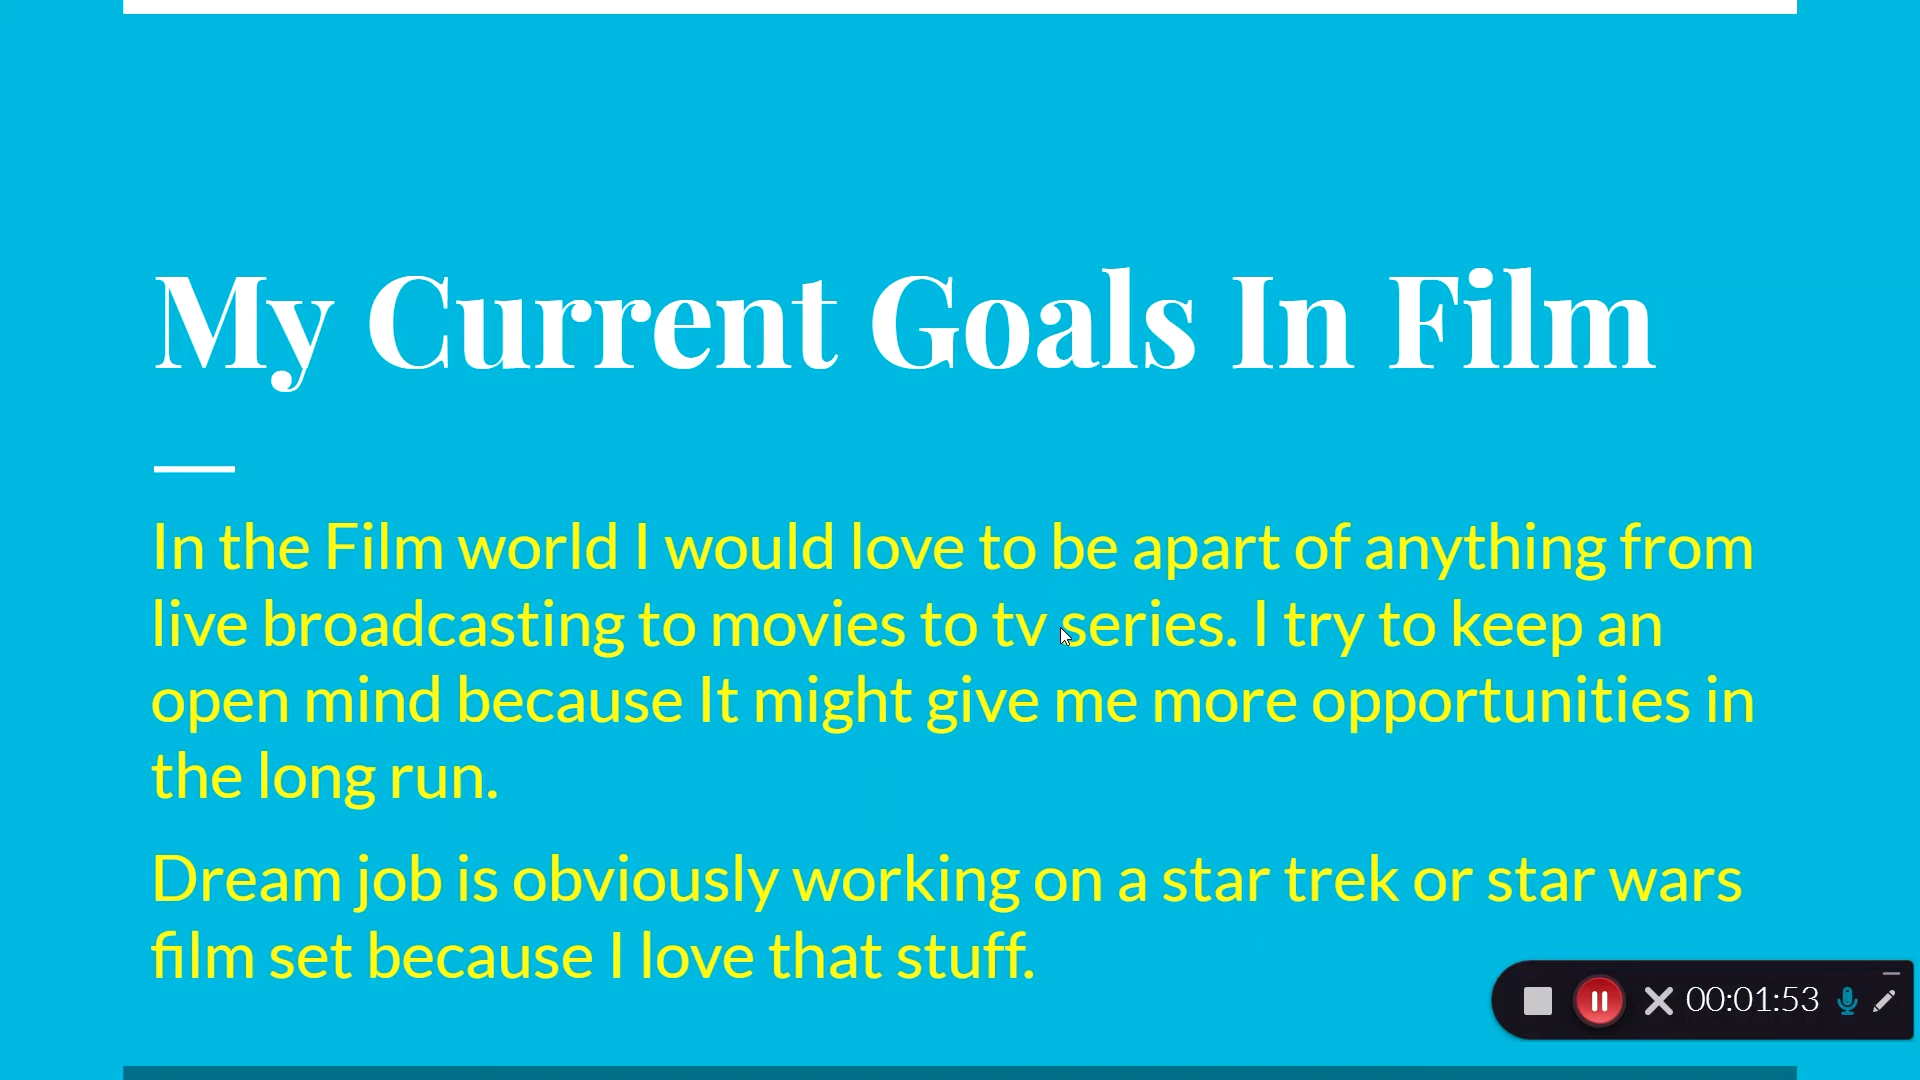 My Current Goals In Film
In the Film world I would love to be apart of anything from
live broadcasting to movies to tv series. I try to keep an
open mind because It might give me more opportunities in
the long run.
Dream job is obviously working on a star trek or star wars
film set because I love that stuff.
00:01:53